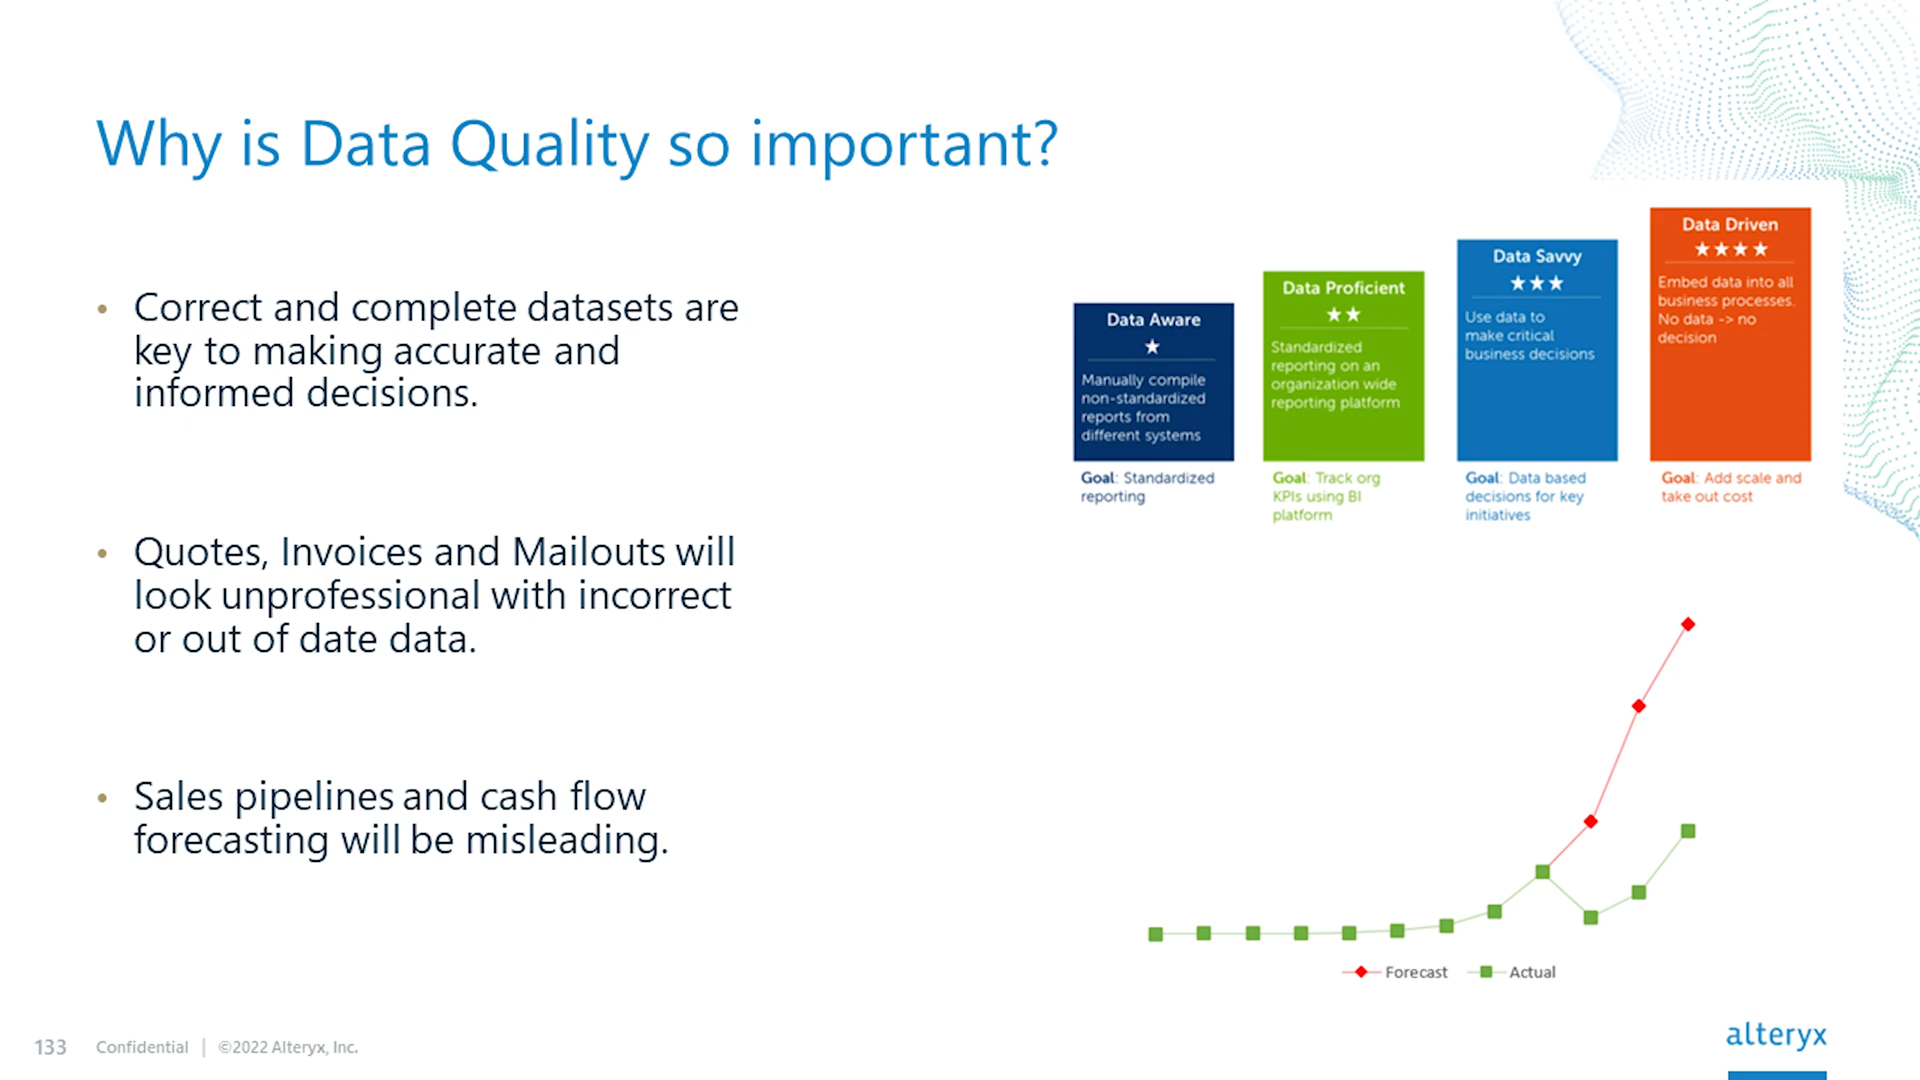 Why is Data Quality so important?
• Correct and complete datasets are
key to making accurate and
informed decisions.
• Quotes, Invoices and Mailouts will
look unprofessional with incorrect
or out of date data.
• Sales pipelines and cash flow
forecasting will be misleading.
Data Aware
★
Manually compile
non-standardized
reports from
different systems
Goal: Standardized
reporting
Data Proficient
★★
Standardized
reporting on an
organization wide
reporting platform
Goal: Track org
KPIs using BI
platform
Data Savvy
★★★
Use data to
make critical
business decisions
Goal: Data based
decisions for key
initiatives
Data Driven
★★★★
Embed data into all
business processes.
No data -> no
decision
Goal: Add scale and
take out cost
Forecast
Actual
133
Confidential | ©2022 Alteryx, Inc.
alteryx